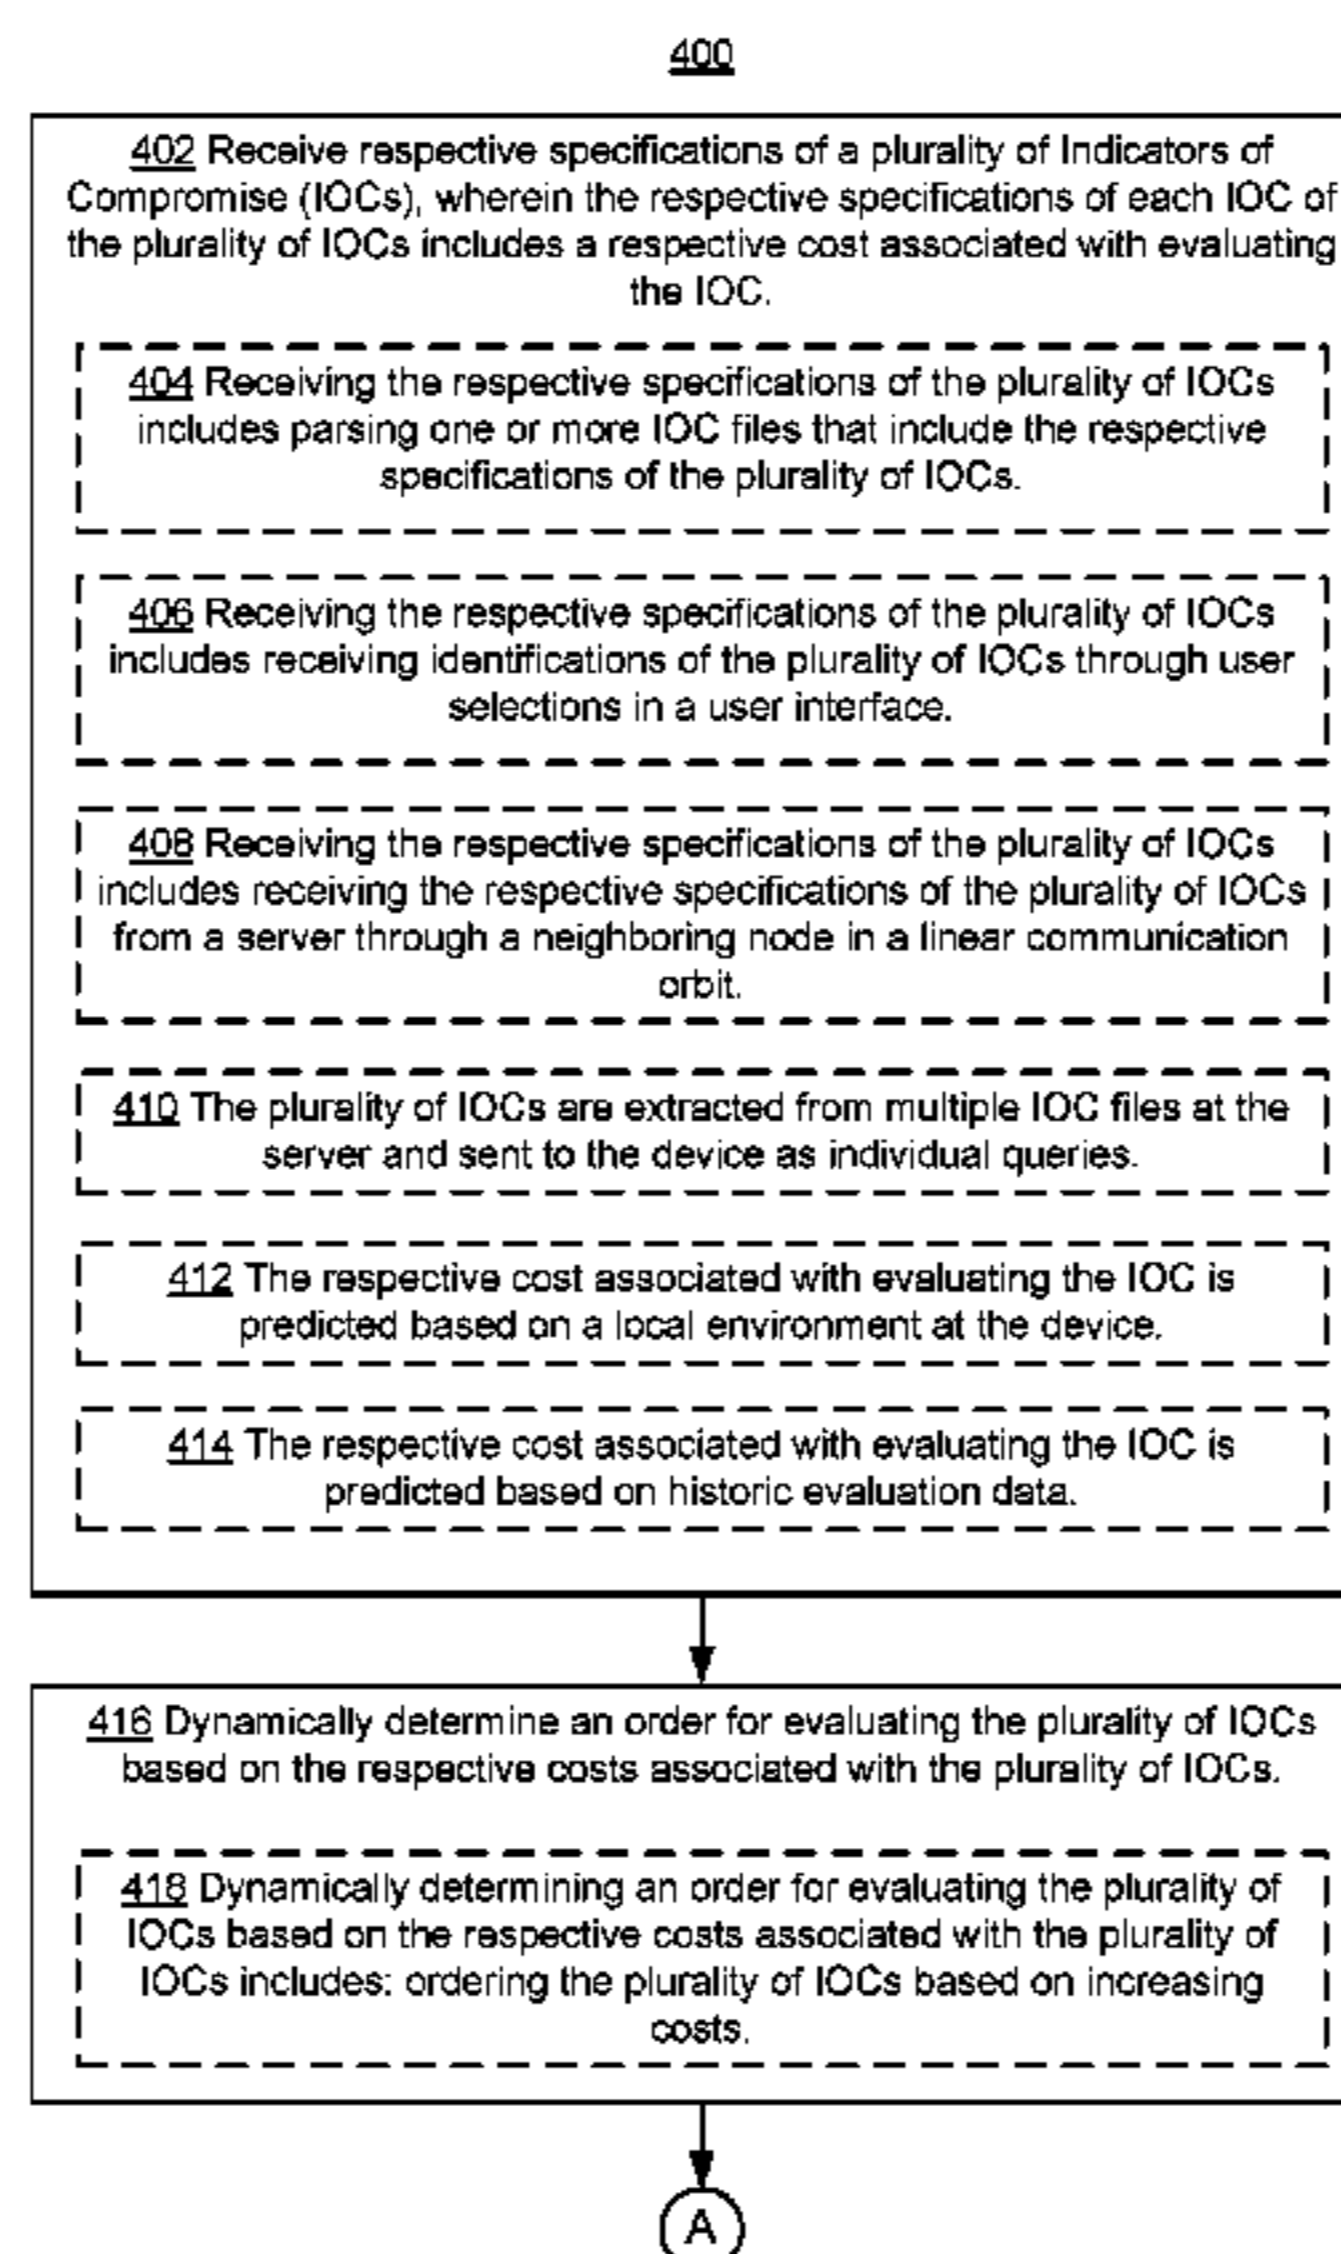 400
402 Receive respective specifications of a plurality of Indicators of
Compromise (IOCs), wherein the respective specifications of each IOC of
the plurality of IOCs includes a respective cost associated with evaluating
the IOC.
404 Receiving the respective specifications of the plurality of IOCs
includes parsing one or more IOC files that include the respective
specifications of the plurality of IOCs.
406 Receiving the respective specifications of the plurality of IOCs
includes receiving identifications of the plurality of IOCs through user
selections in a user interface.
408 Receiving the respective specifications of the plurality of IOCs
includes receiving the respective specifications of the plurality of IOCs
from a server through a neighboring node in a linear communication
orbit.
410 The plurality of IOCs are extracted from multiple IOC files at the
server and sent to the device as individual queries.
412 The respective cost associated with evaluating the IOC is
predicted based on a local environment at the device.
414 The respective cost associated with evaluating the IOC is
predicted based on historic evaluation data.
416 Dynamically determine an order for evaluating the plurality of IOCs
based on the respective costs associated with the plurality of IOCs.
418 Dynamically determining an order for evaluating the plurality of
IOCs based on the respective costs associated with the plurality of
IOCs includes: ordering the plurality of IOCs based on increasing
costs.
A